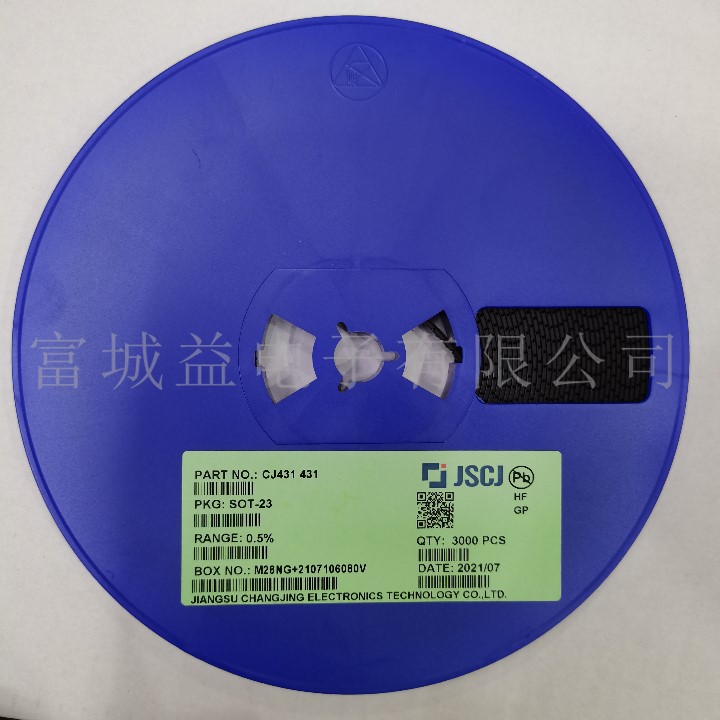 富城益电子有限公司
PART NO.: CJ431 431
JSCJ
Pb
PKG: SOT-23
HF
GP
RANGE: 0.5%
QTY: 3000 PCS
BOX NO.: M28NG+2107106080V
DATE: 2021/07
JIANGSU CHANGJING ELECTRONICS TECHNOLOGY CO.,LTD.